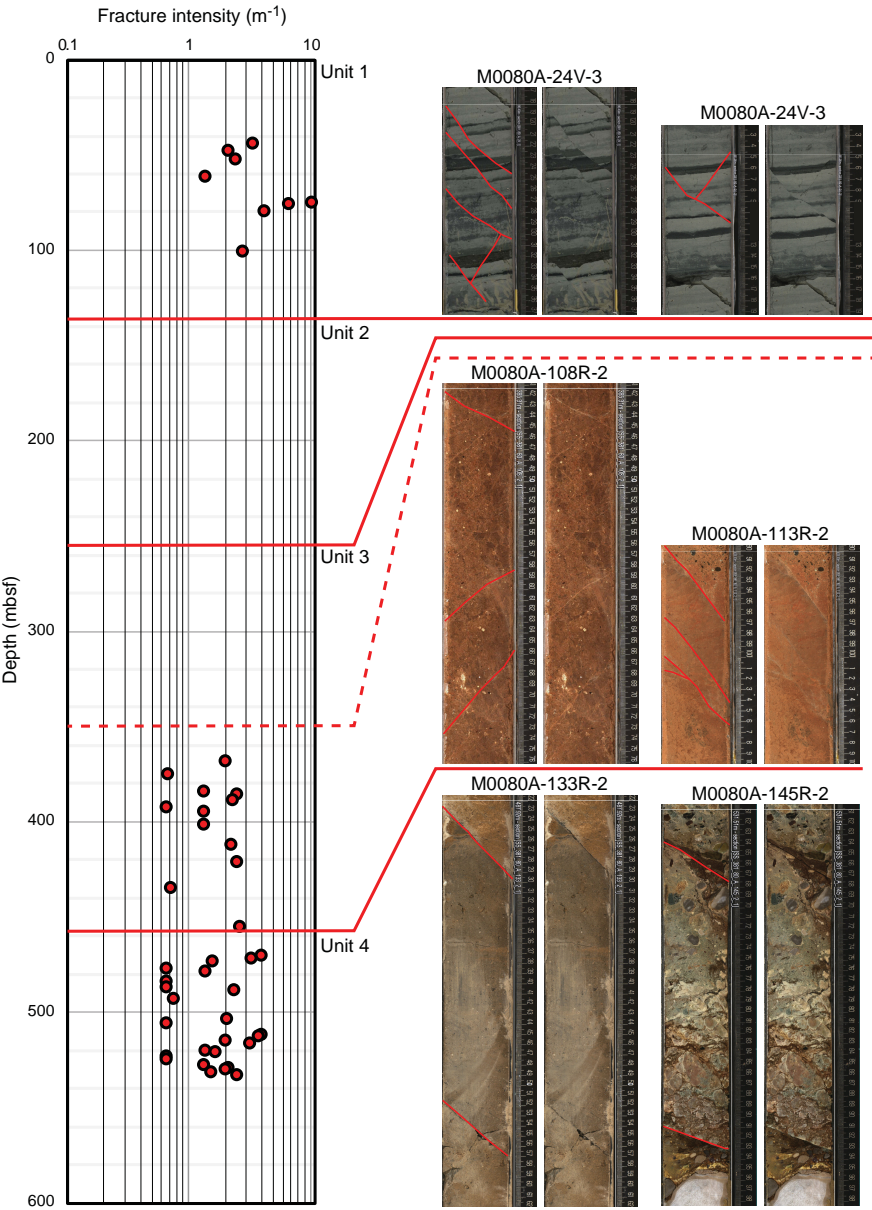 Fracture intensity (m-1)
0.1
1
10
0
100
200
300
400
500
600
Depth (mbsf)
Unit 1
Unit 2
Unit 3
Unit 4
M0080A-24V-3
M0080A-24V-3
M0080A-108R-2
M0080A-113R-2
M0080A-133R-2
M0080A-145R-2